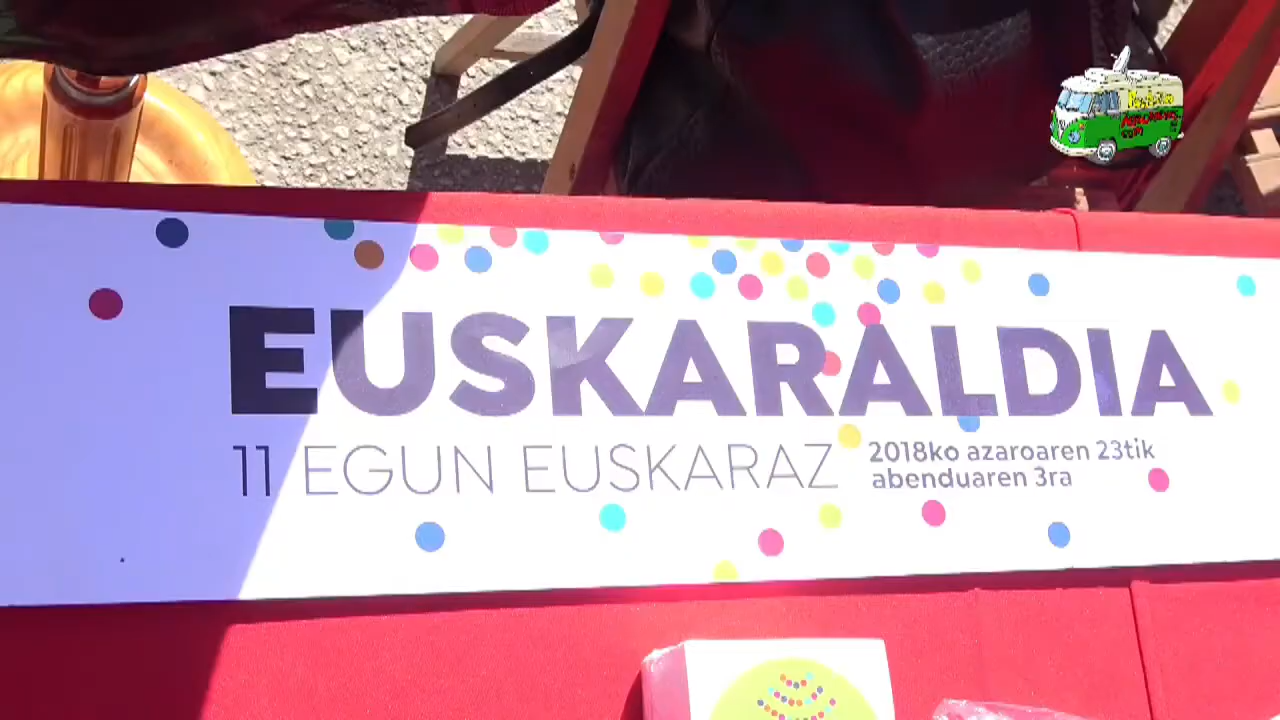 EUSKARALDIA
11 EGUN EUSKARAZ
2018ko azaroaren 23tik
abenduaren 3ra